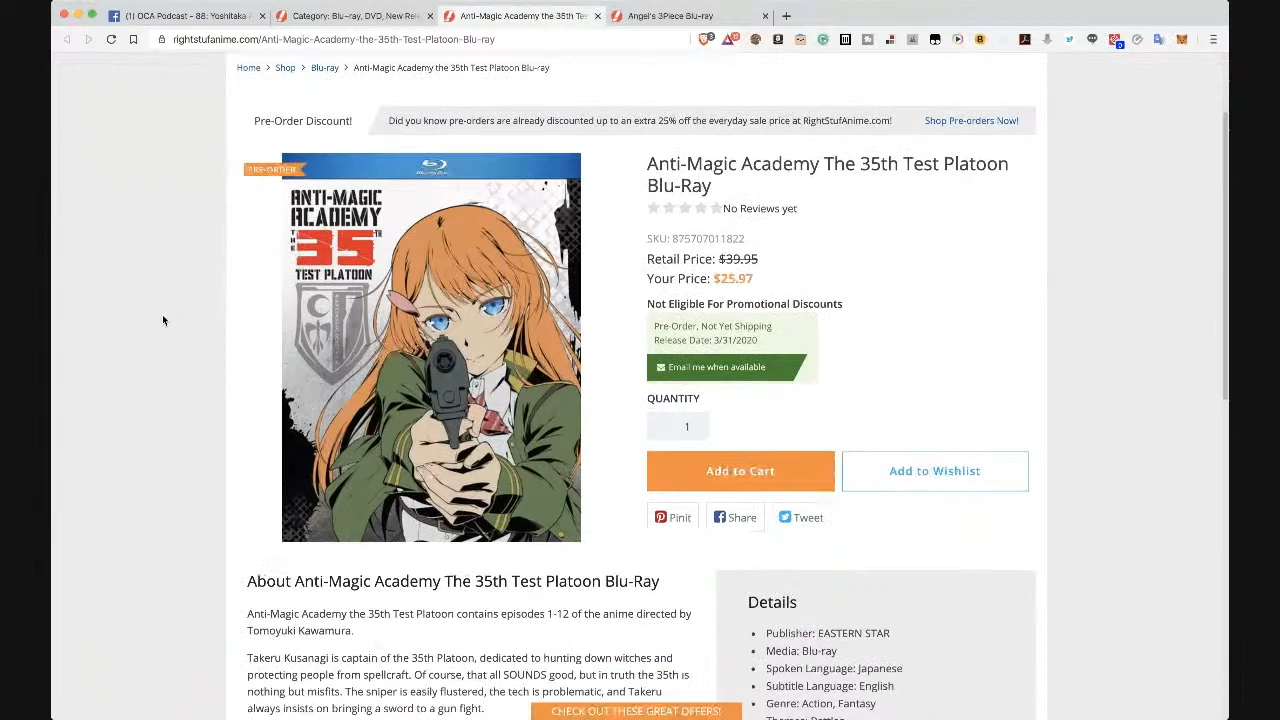 (1) OCA Podcast - 88: Yoshitaka
Category: Blu-ray, DVD, New Rel
Anti-Magic Academy the 35th Tes
Angel's 3Piece Blu-ray
rightstufanime.com/Anti-Magic-Academy-the-35th-Test-Platoon-Blu-ray
Home > Shop > Blu-ray > Anti-Magic Academy the 35th Test Platoon Blu-ray
Pre-Order Discount!
Did you know pre-orders are already discounted up to an extra 25% off the everyday sale price at RightStufAnime.com!
Shop Pre-orders Now!
PRE-ORDER
Blu-ray Disc
ANTI-MAGIC
ACADEMY
THE 35TH
TEST PLATOON
Anti-Magic Academy The 35th Test Platoon
Blu-Ray
No Reviews yet
SKU: 875707011822
Retail Price: $39.95
Your Price: $25.97
Not Eligible For Promotional Discounts
Pre-Order, Not Yet Shipping
Release Date: 3/31/2020
Email me when available
QUANTITY
1
Add to Cart
Add to Wishlist
Pinit
Share
Tweet
About Anti-Magic Academy The 35th Test Platoon Blu-Ray
Anti-Magic Academy the 35th Test Platoon contains episodes 1-12 of the anime directed by
Tomoyuki Kawamura.
Takeru Kusanagi is captain of the 35th Platoon, dedicated to hunting down witches and
protecting people from spellcraft. Of course, that all SOUNDS good, but in truth the 35th is
nothing but misfits. The sniper is easily flustered, the tech is problematic, and Takeru
always insists on bringing a sword to a gun fight.
Details
Publisher: EASTERN STAR
Media: Blu-ray
Spoken Language: Japanese
Subtitle Language: English
Genre: Action, Fantasy
CHECK OUT THESE GREAT OFFERS!